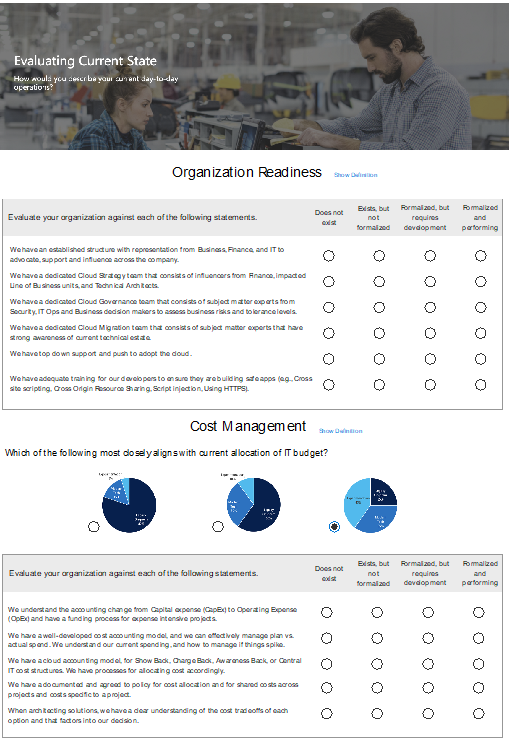 Evaluating Current State
How would you describe your current day-to-day
operations?
Organization Readiness Show Definition
Evaluate your organization against each of the following statements.
Does not
exist
Exists, but
not
formalized
Formalized, but
requires
development
Formalized
and
performing
We have an established structure with representation from Business, Finance, and IT to
advocate, support and influence across the company.
We have a dedicated Cloud Strategy team that consists of influencers from Finance, impacted
Line of Business units, and Technical Architects.
We have a dedicated Cloud Governance team that consists of subject matter experts from
Security, IT Ops and Business decision makers to assess business risks and tolerance levels.
We have a dedicated Cloud Migration team that consists of subject matter experts that have
strong awareness of current technical estate.
We have top down support and push to adopt the cloud.
We have adequate training for our developers to ensure they are building safe apps (e.g., Cross
site scripting, Cross Origin Resource Sharing, Script injection, Using HTTPS).
Cost Management Show Definition
Which of the following most closely aligns with current allocation of IT budget?
Evaluate your organization against each of the following statements.
Does not
exist
Exists, but
not
formalized
Formalized, but
requires
development
Formalized
and
performing
We understand the accounting change from Capital expense (CapEx) to Operating Expense
(OpEx) and have a funding process for expense intensive projects.
We have a well-developed cost accounting model, and we can effectively manage plan vs.
actual spend. We understand our current spending, and how to manage if things spike.
We have a cloud accounting model, for Show Back, Charge Back, Awareness Back, or Central
IT cost structures. We have processes for allocating cost accordingly.
We have a documented and agreed to policy for cost allocation and for shared costs across
projects and costs specific to a project.
When architecting solutions, we have a clear understanding of the cost tradeoffs of each
option and that factors into our decision.